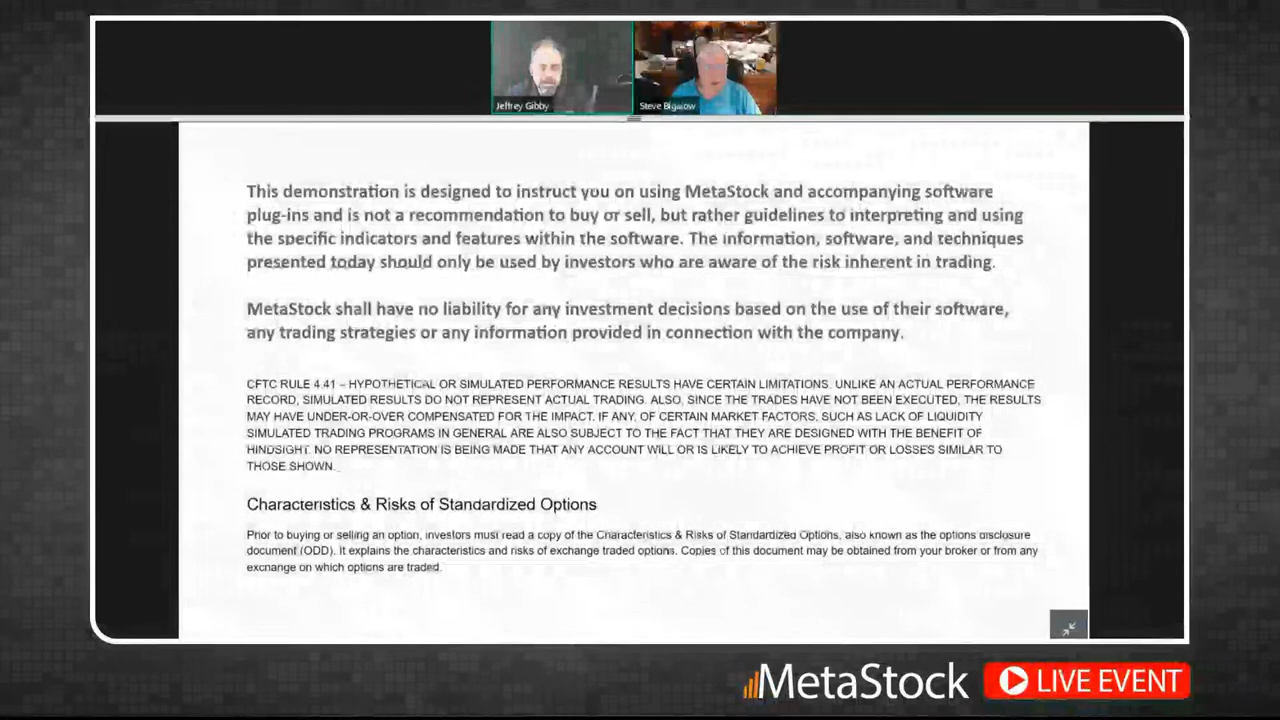 Jeffrey Gibby
Steve Bigalow
This demonstration is designed to instruct you on using MetaStock and accompanying software
plug-ins and is not a recommendation to buy or sell, but rather guidelines to interpreting and using
the specific indicators and features within the software. The information, software, and techniques
presented today should only be used by investors who are aware of the risk inherent in trading.
MetaStock shall have no liability for any investment decisions based on the use of their software,
any trading strategies or any information provided in connection with the company.
CFTC RULE 4.41 – HYPOTHETICAL OR SIMULATED PERFORMANCE RESULTS HAVE CERTAIN LIMITATIONS. UNLIKE AN ACTUAL PERFORMANCE
RECORD, SIMULATED RESULTS DO NOT REPRESENT ACTUAL TRADING. ALSO, SINCE THE TRADES HAVE NOT BEEN EXECUTED, THE RESULTS
MAY HAVE UNDER-OR-OVER COMPENSATED FOR THE IMPACT. IF ANY, OF CERTAIN MARKET FACTORS, SUCH AS LACK OF LIQUIDITY
SIMULATED TRADING PROGRAMS IN GENERAL ARE ALSO SUBJECT TO THE FACT THAT THEY ARE DESIGNED WITH THE BENEFIT OF
HINDSIGHT. NO REPRESENTATION IS BEING MADE THAT ANY ACCOUNT WILL OR IS LIKELY TO ACHIEVE PROFIT OR LOSSES SIMILAR TO
THOSE SHOWN.
Characteristics & Risks of Standardized Options
Prior to buying or selling an option, investors must read a copy of the Characteristics & Risks of Standardized Options, also known as the options disclosure
document (ODD). It explains the characteristics and risks of exchange traded options. Copies of this document may be obtained from your broker or from any
exchange on which options are traded.
MetaStock
LIVE EVENT